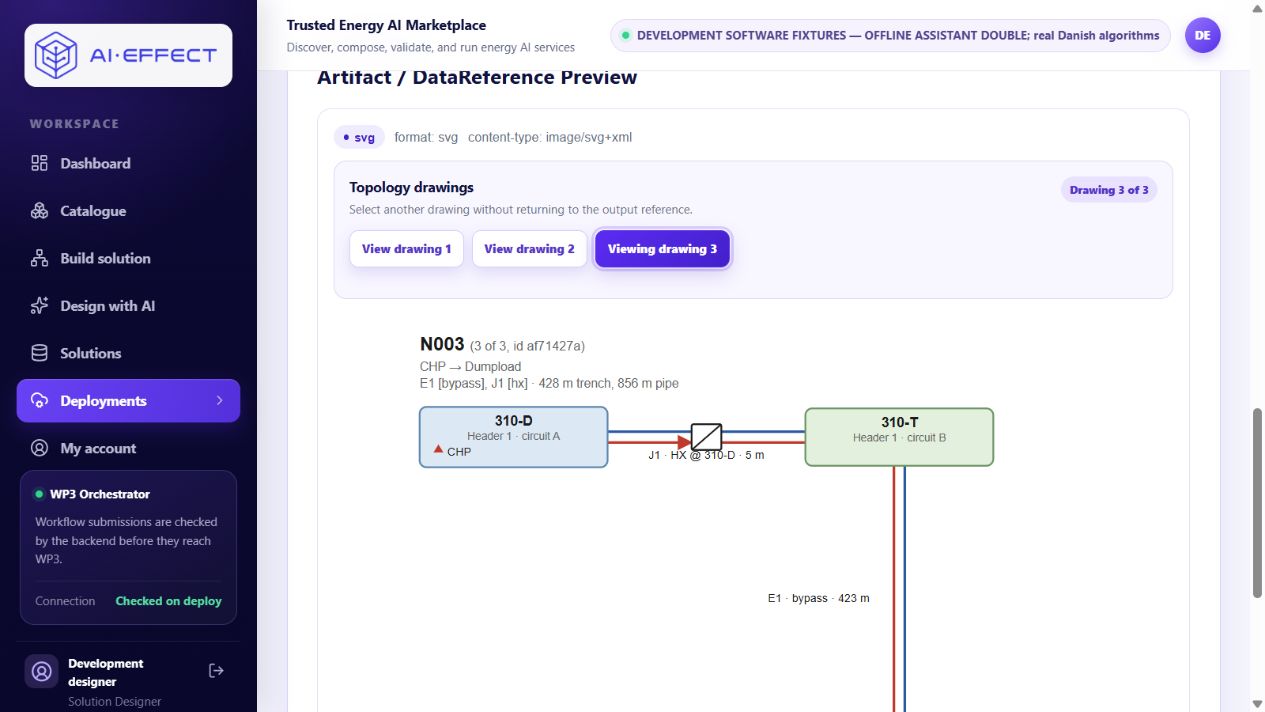 AI·EFFECT
WORKSPACE
Dashboard
Catalogue
Build solution
Design with AI
Solutions
Deployments
My account
WP3 Orchestrator
Workflow submissions are checked
by the backend before they reach
WP3.
Connection Checked on deploy
Development
designer
Solution Designer
Trusted Energy AI Marketplace
Discover, compose, validate, and run energy AI services
DEVELOPMENT SOFTWARE FIXTURES — OFFLINE ASSISTANT DOUBLE; real Danish algorithms
DE
Artifact / DataReference Preview
svg format: svg content-type: image/svg+xml
Topology drawings
Drawing 3 of 3
Select another drawing without returning to the output reference.
View drawing 1 View drawing 2 Viewing drawing 3
N003 (3 of 3, id af71427a)
CHP → Dumpload
E1 [bypass], J1 [hx] · 428 m trench, 856 m pipe
310-D
Header 1 · circuit A
CHP
J1 · HX @ 310-D · 5 m
310-T
Header 1 · circuit B
E1 · bypass · 423 m